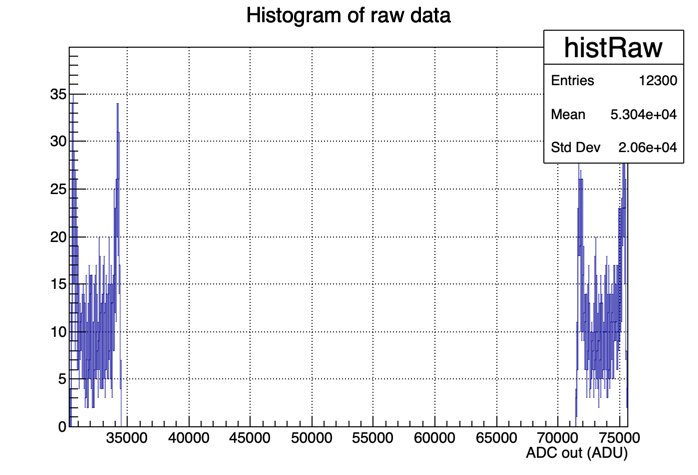 Histogram of raw data
histRaw
Entries 12300
Mean 5.304e+04
Std Dev 2.06e+04
35
30
25
20
15
10
5
0
35000 40000 45000 50000 55000 60000 65000 70000 75000
ADC out (ADU)